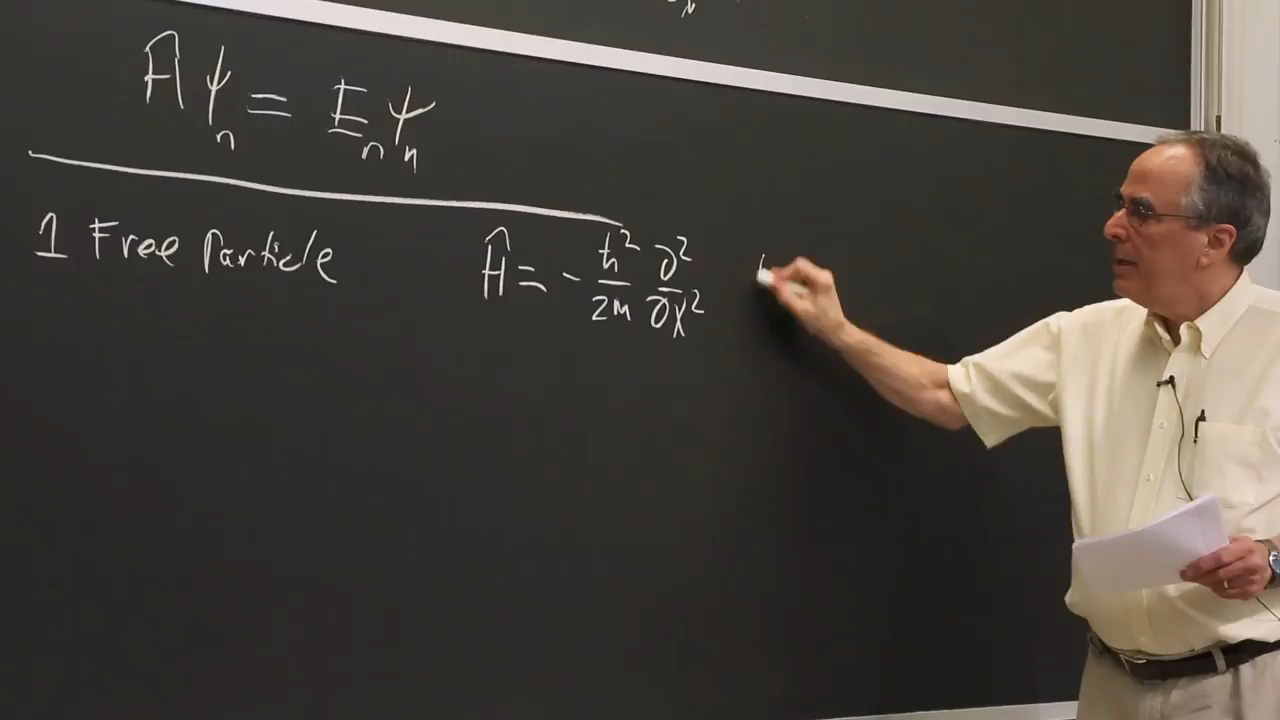 Ĥ ψₙ = Eₙ ψₙ
1 Free Particle Ĥ = - ħ²/2m ∂²/∂x²